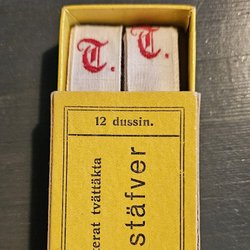 T. T.
12 dussin.
erat tvättäkta
stäfver